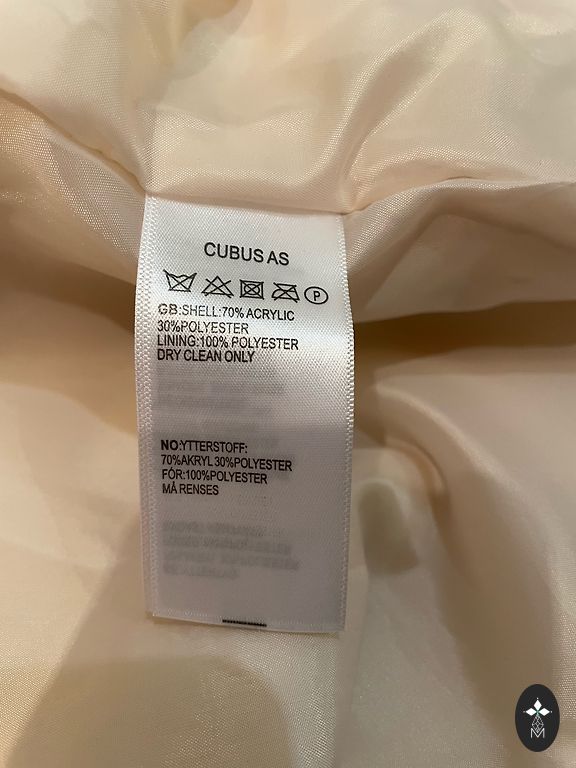 CUBUS AS
P
GB:SHELL:70% ACRYLIC
30%POLYESTER
LINING:100% POLYESTER
DRY CLEAN ONLY
NO:YTTERSTOFF:
70%AKRYL 30%POLYESTER
FÓR:100%POLYESTER
MÅ RENSES
M